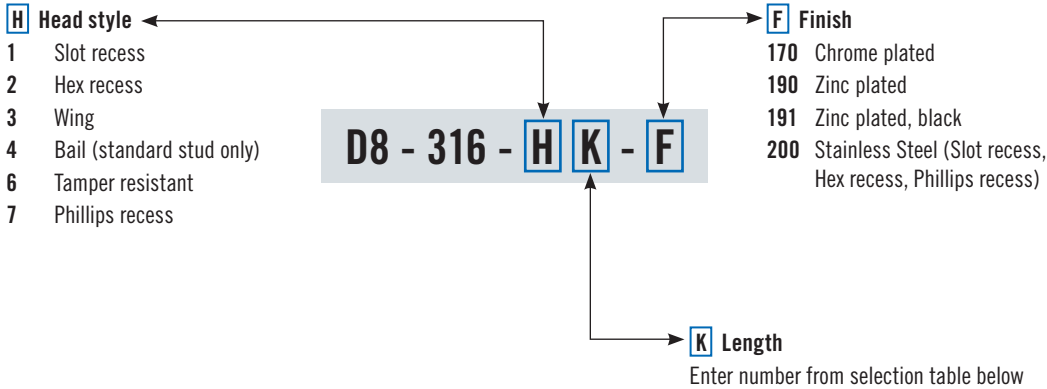 H Head style
1 Slot recess
2 Hex recess
3 Wing
4 Bail (standard stud only)
6 Tamper resistant
7 Phillips recess
D8 - 316 - H K - F
F Finish
170 Chrome plated
190 Zinc plated
191 Zinc plated, black
200 Stainless Steel (Slot recess,
Hex recess, Phillips recess)
K Length
Enter number from selection table below